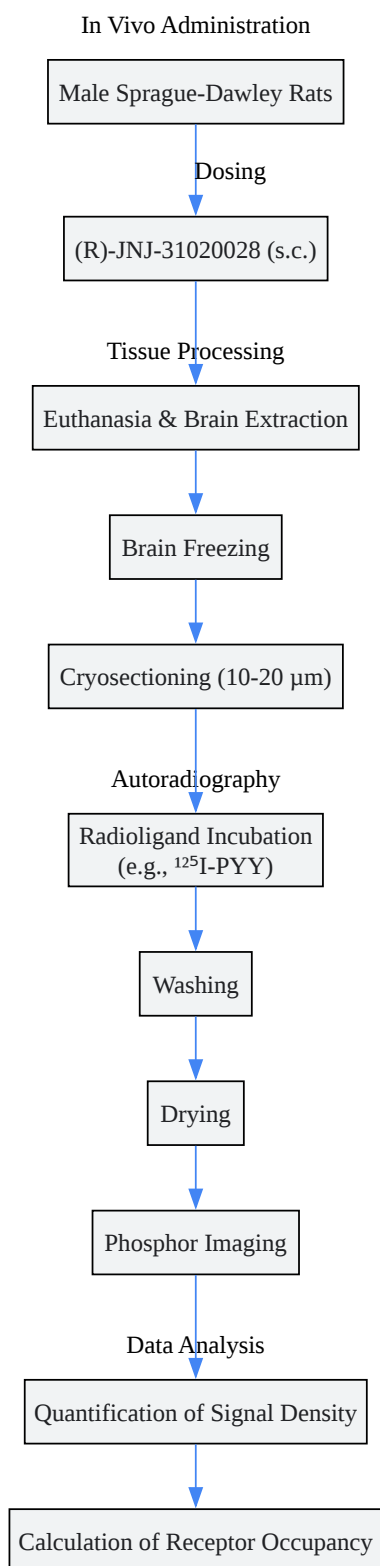 In Vivo Administration
Male Sprague-Dawley Rats
Dosing
(R)-JNJ-31020028 (s.c.)
Tissue Processing
Euthanasia & Brain Extraction
Brain Freezing
Cryosectioning (10-20 µm)
Autoradiography
Radioligand Incubation
(e.g., ¹²⁵I-PYY)
Washing
Drying
Phosphor Imaging
Data Analysis
Quantification of Signal Density
Calculation of Receptor Occupancy